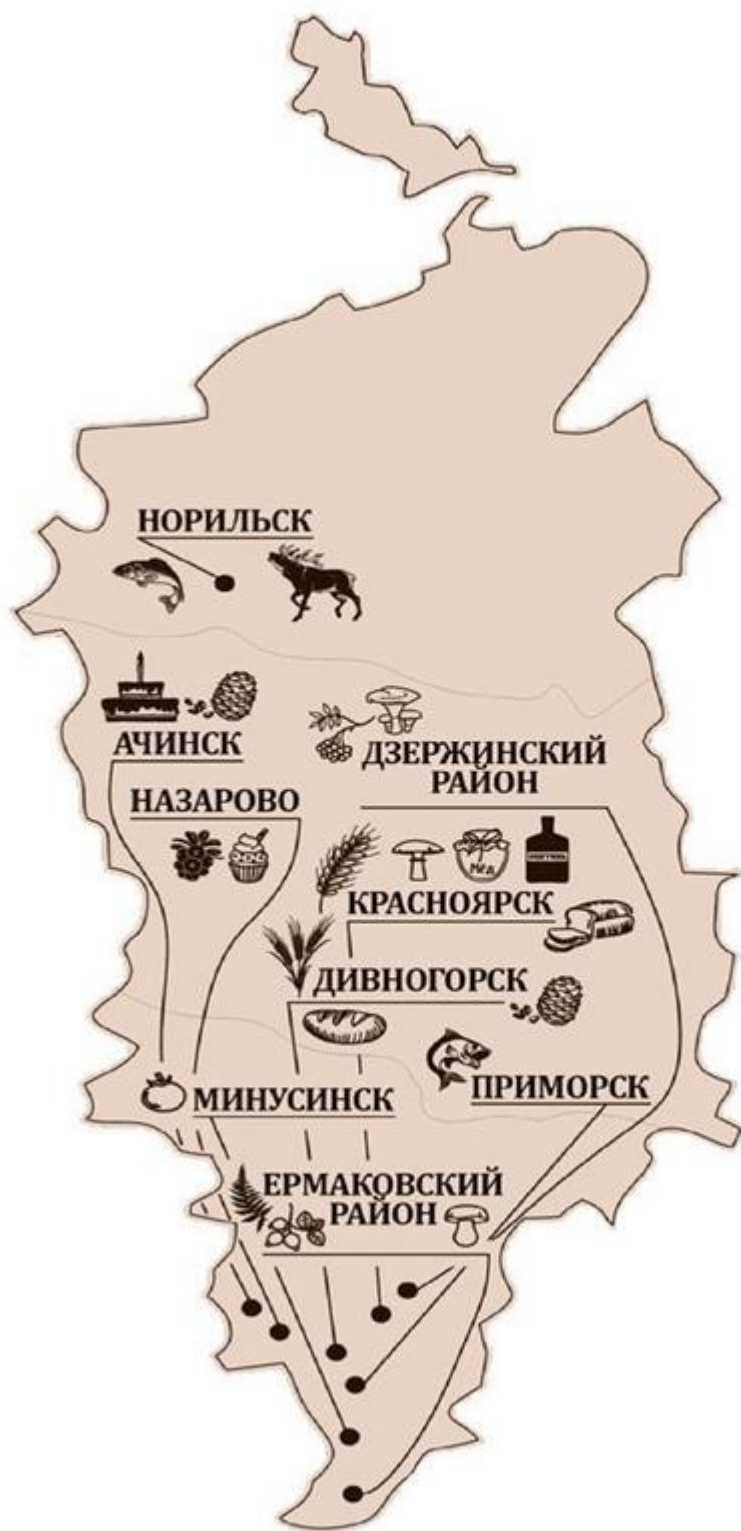 НОРИЛЬСК
АЧИНСК
ДЗЕРЖИНСКИЙ
РАЙОН
НАЗАРОВО
Мёд
КРАСНОЯРСК
ДИВНОГОРСК
ПРИМОРСК
МИНУСИНСК
ЕРМАКОВСКИЙ
РАЙОН